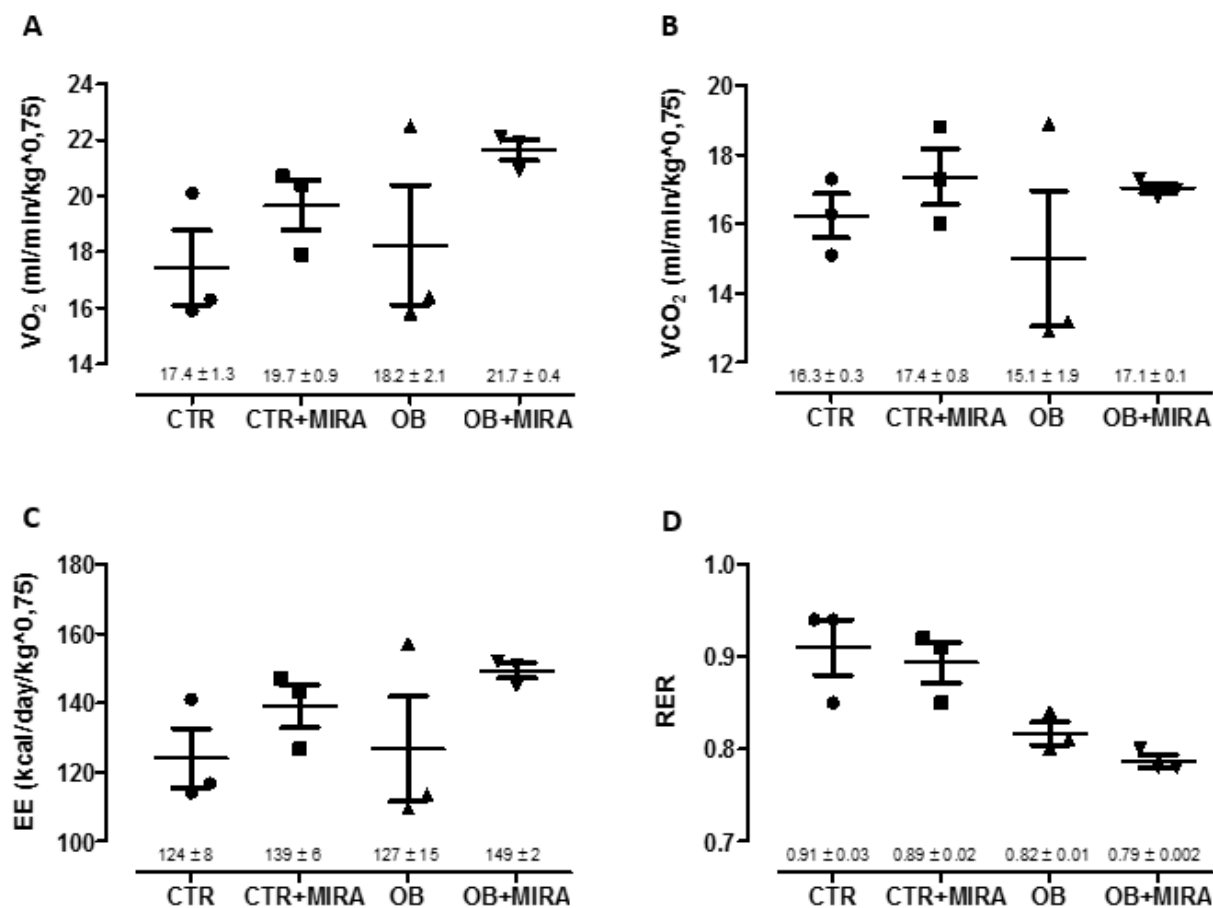 A
VO2 (ml/min/kg^0,75)
24
22
20
18
16
14
17.4 ± 1.3 19.7 ± 0.9 18.2 ± 2.1 21.7 ± 0.4
CTR CTR+MIRA OB OB+MIRA
B
VCO2 (ml/min/kg^0,75)
20
18
16
14
12
16.3 ± 0.3 17.4 ± 0.8 15.1 ± 1.9 17.1 ± 0.1
CTR CTR+MIRA OB OB+MIRA
C
EE (kcal/day/kg^0,75)
180
160
140
120
100
124 ± 8 139 ± 6 127 ± 15 149 ± 2
CTR CTR+MIRA OB OB+MIRA
D
RER
1.0
0.9
0.8
0.7
0.91 ± 0.03 0.89 ± 0.02 0.82 ± 0.01 0.79 ± 0.002
CTR CTR+MIRA OB OB+MIRA